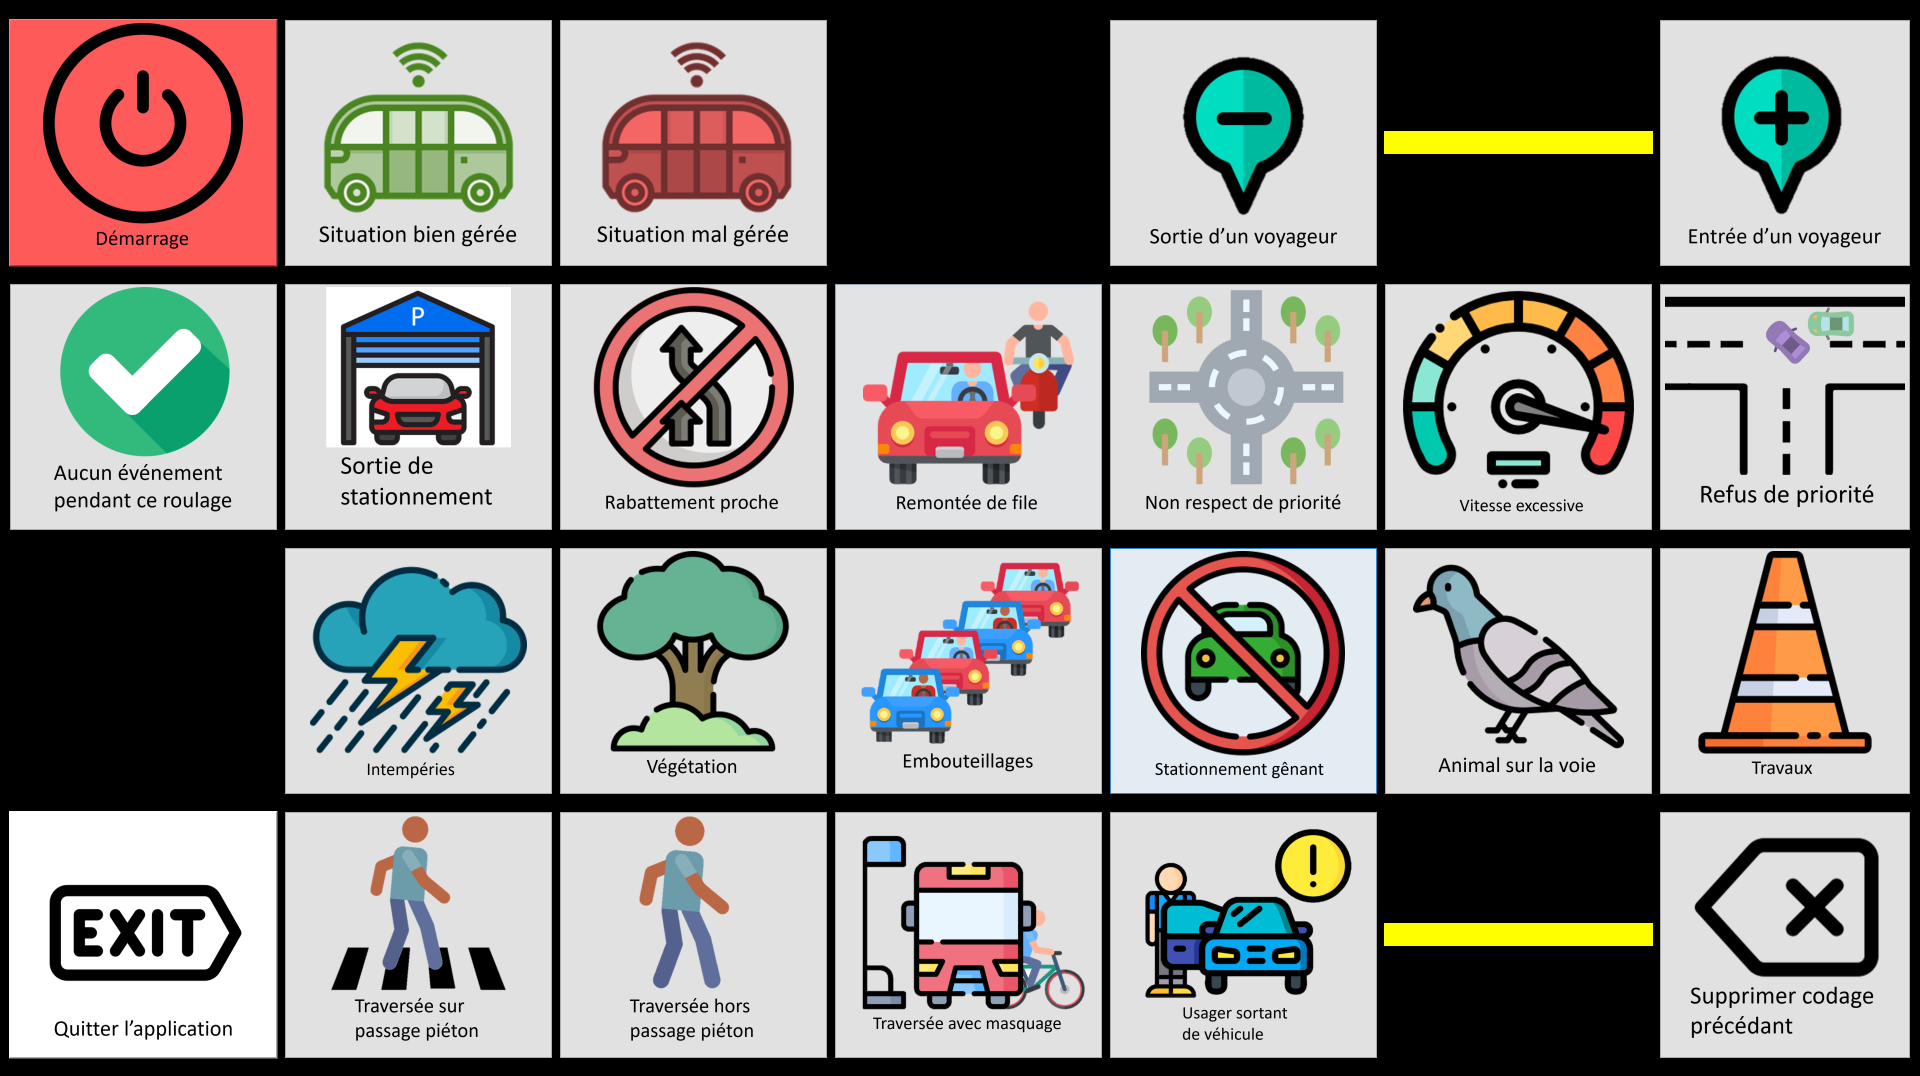 Démarrage
Situation bien gérée
Situation mal gérée
Sortie d'un voyageur
Entrée d'un voyageur
P
Aucun événement
pendant ce roulage
Sortie de
stationnement
Rabattement proche
Remontée de file
Non respect de priorité
Vitesse excessive
Refus de priorité
Intempéries
Végétation
Embouteillages
Stationnement gênant
Animal sur la voie
Travaux
EXIT
Quitter l'application
Traversée sur
passage piéton
Traversée hors
passage piéton
Traversée avec masquage
Usager sortant
de véhicule
Supprimer codage
précédant